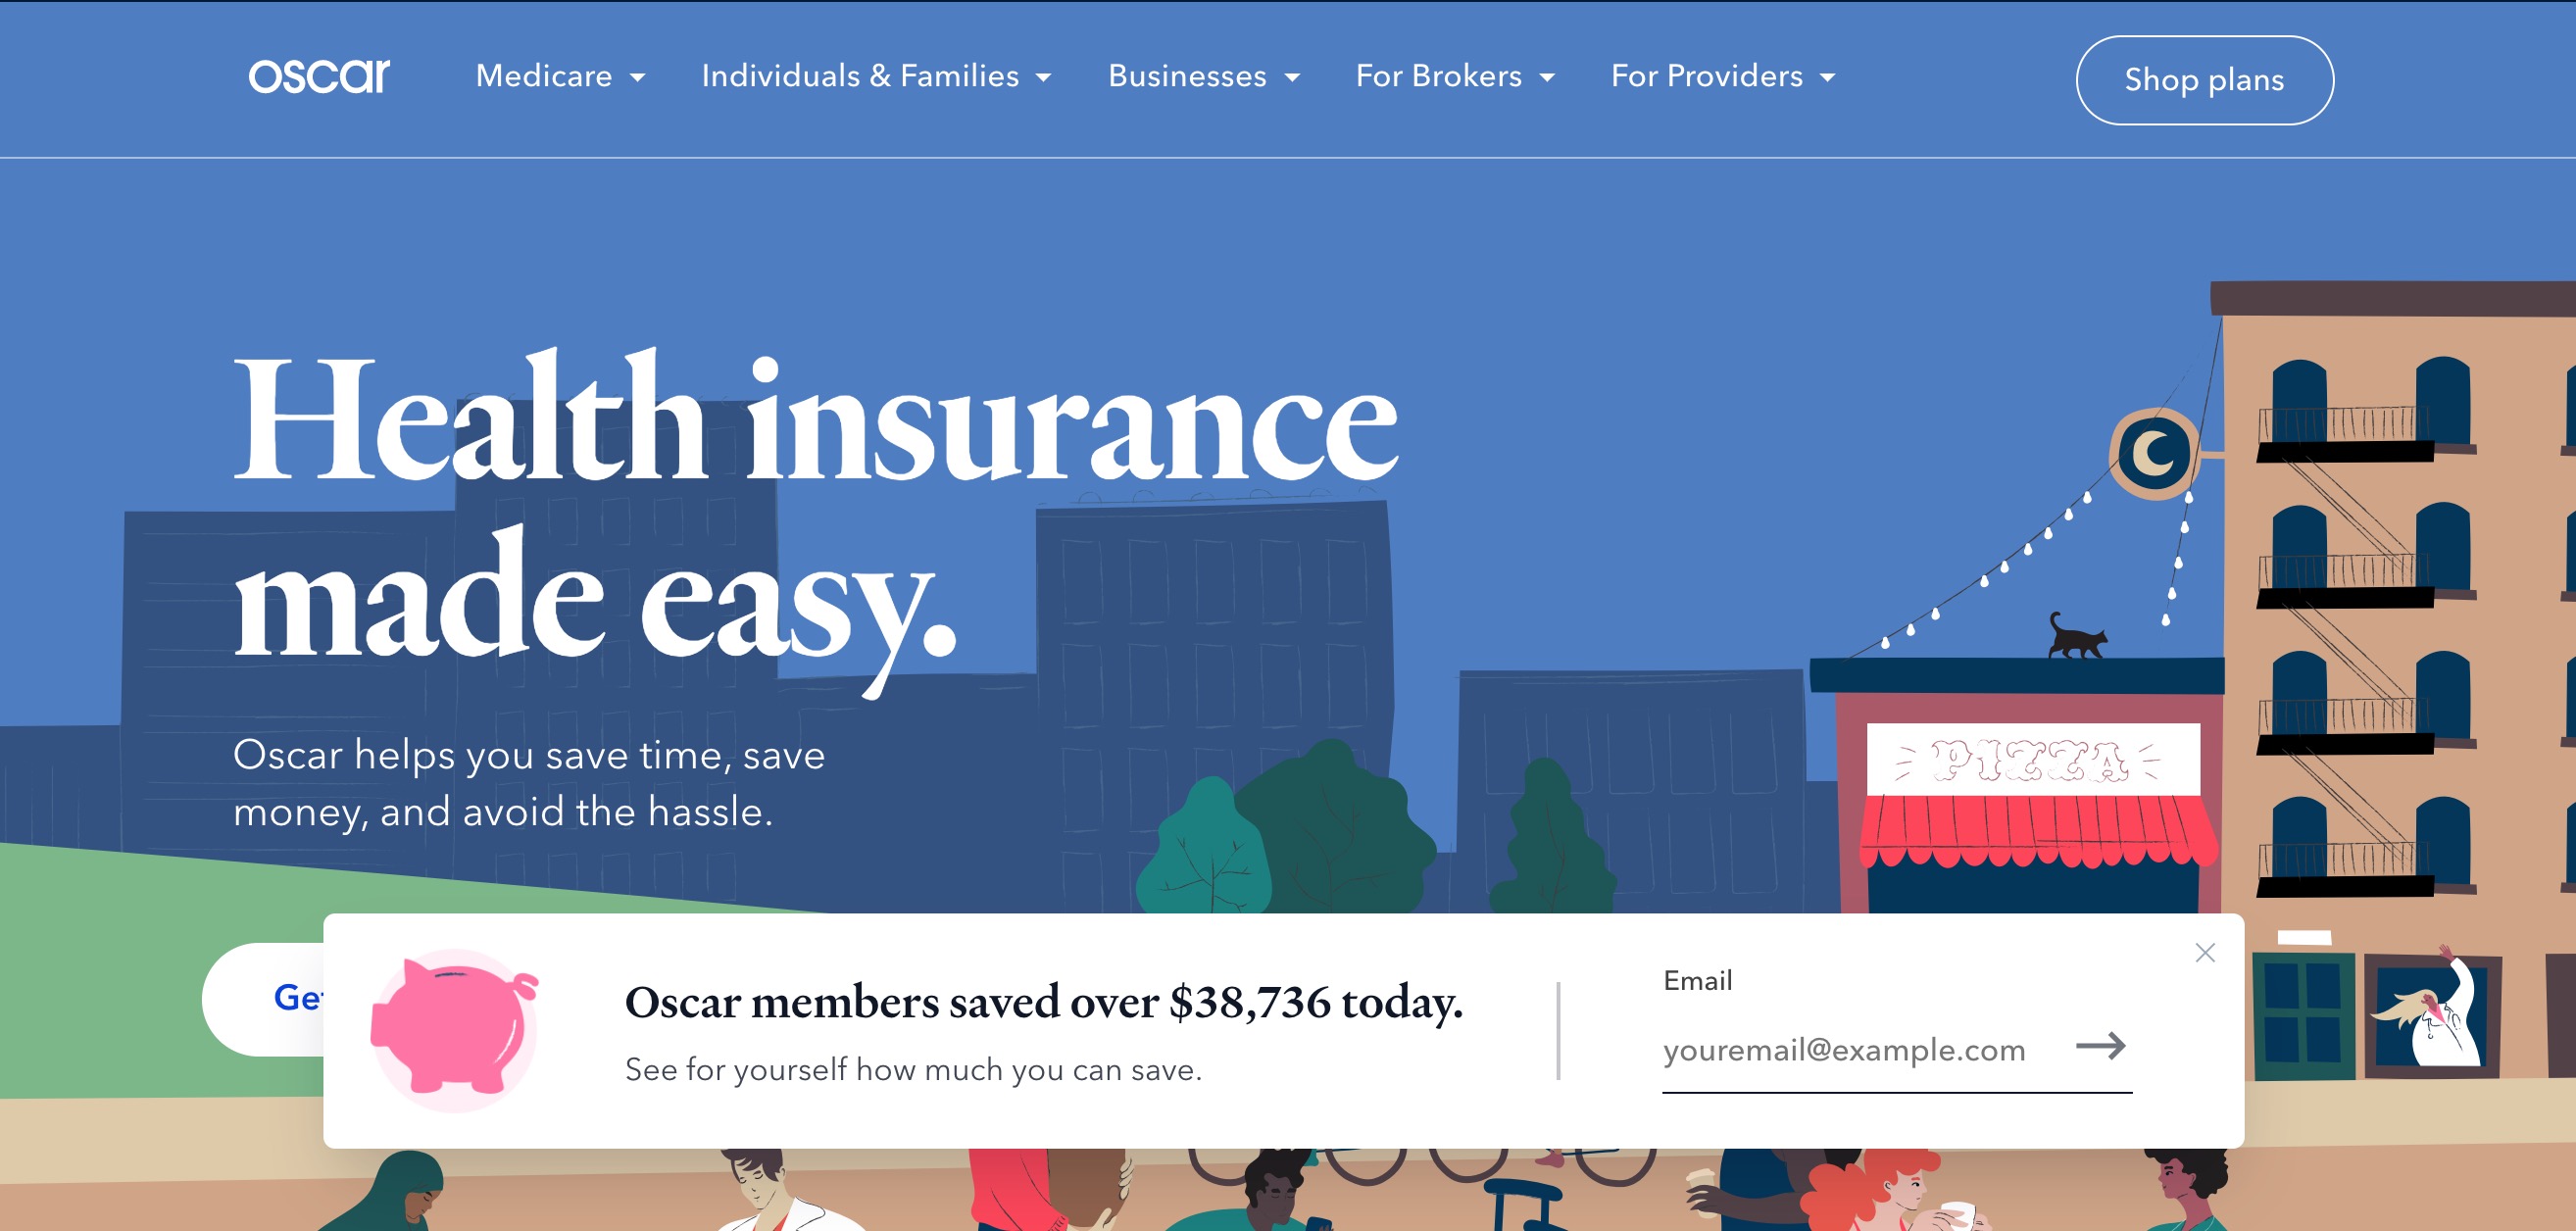 oscar
Medicare
Individuals & Families
Businesses
For Brokers
For Providers
Shop plans
Health insurance
made easy.
Oscar helps you save time, save
money, and avoid the hassle.
PIZZA
Oscar members saved over $38,736 today.
See for yourself how much you can save.
Email
youremail@example.com